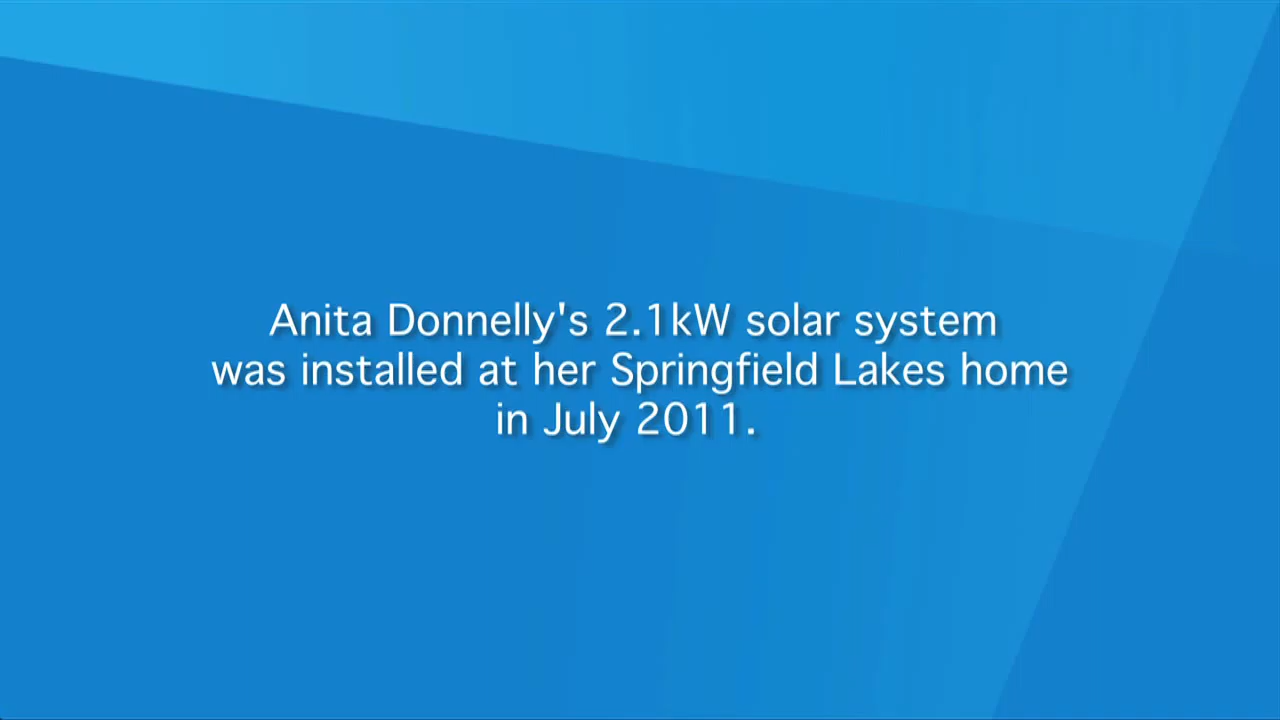 Anita Donnelly's 2.1kW solar system
was installed at her Springfield Lakes home
in July 2011.